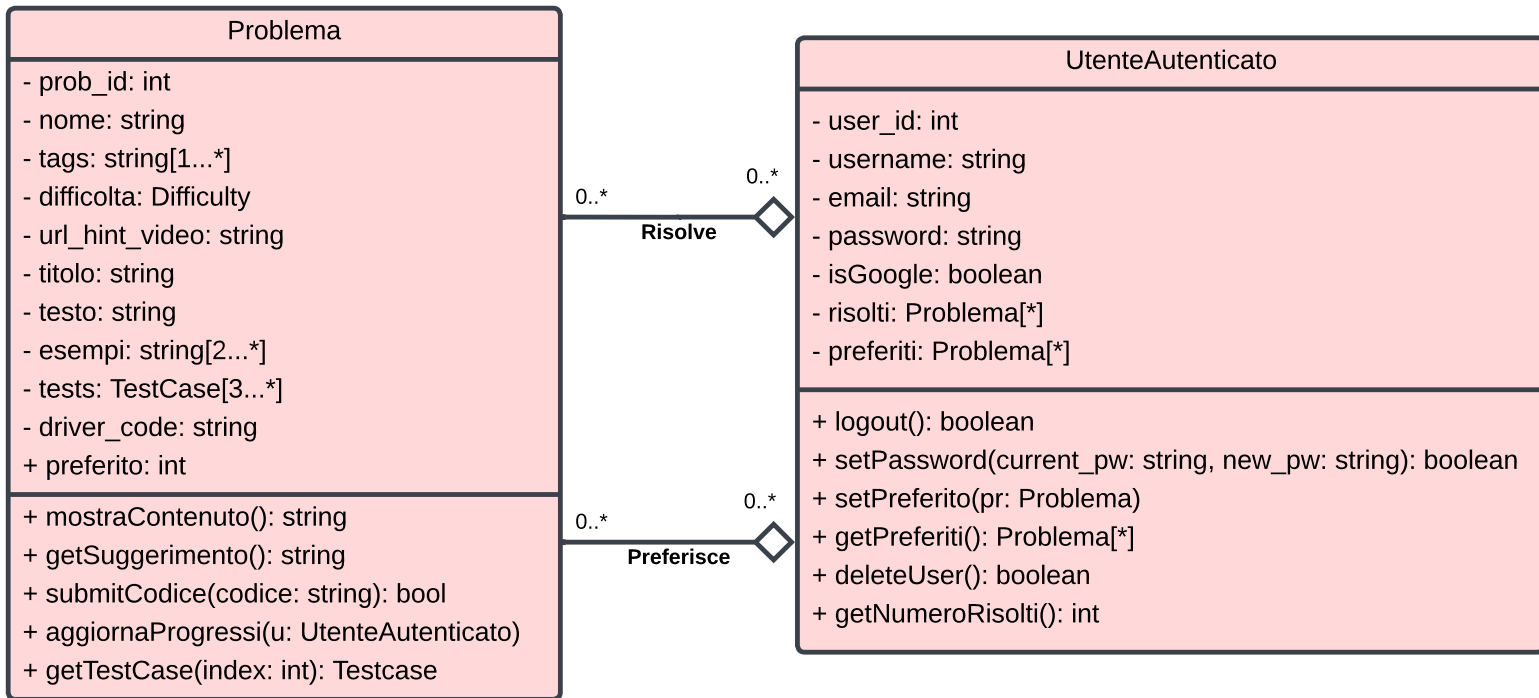 Problema
- prob_id: int
- nome: string
- tags: string[1...*]
- difficolta: Difficulty
- url_hint_video: string
- titolo: string
- testo: string
- esempi: string[2...*]
- tests: TestCase[3...*]
- driver_code: string
+ preferito: int
+ mostraContenuto(): string
+ getSuggerimento(): string
+ submitCodice(codice: string): bool
+ aggiornaProgressi(u: UtenteAutenticato)
+ getTestCase(index: int): Testcase
0..*
0..*
Risolve
0..*
0..*
Preferisce
UtenteAutenticato
- user_id: int
- username: string
- email: string
- password: string
- isGoogle: boolean
- risolti: Problema[*]
- preferiti: Problema[*]
+ logout(): boolean
+ setPassword(current_pw: string, new_pw: string): boolean
+ setPreferito(pr: Problema)
+ getPreferiti(): Problema[*]
+ deleteUser(): boolean
+ getNumeroRisolti(): int